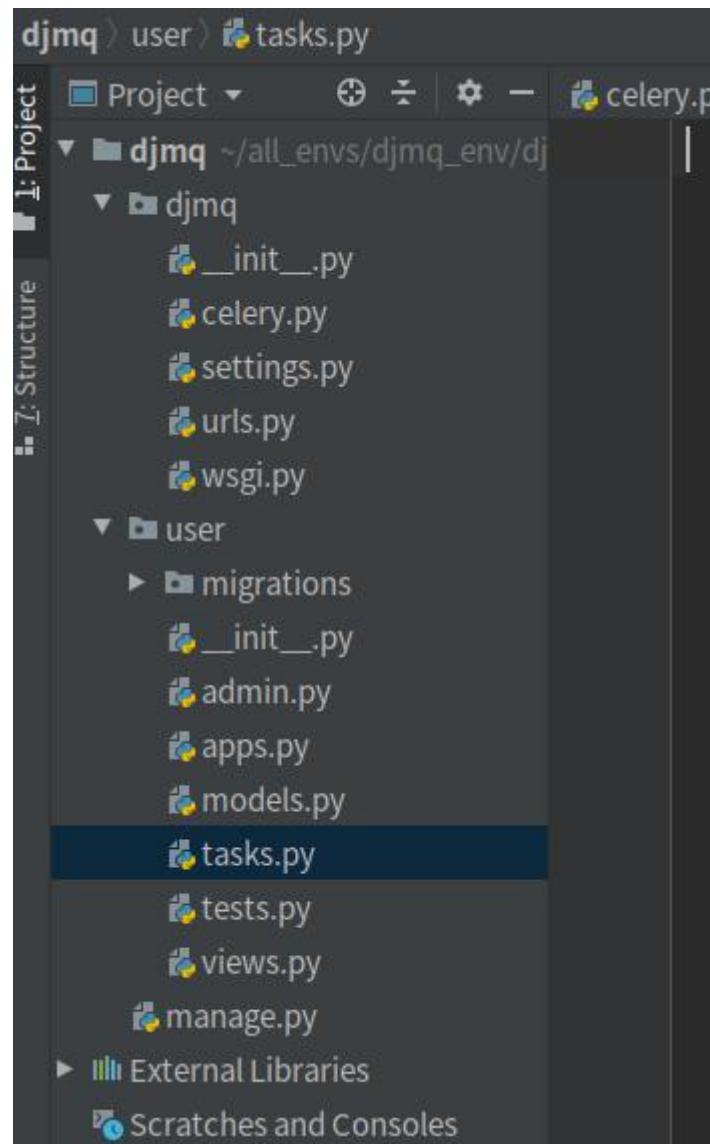 djmq user tasks.py
1: Project
7: Structure
Project
celery.p
djmq ~/all_envs/djmq_env/dj
djmq
__init__.py
celery.py
settings.py
urls.py
wsgi.py
user
migrations
__init__.py
admin.py
apps.py
models.py
tasks.py
tests.py
views.py
manage.py
External Libraries
Scratches and Consoles